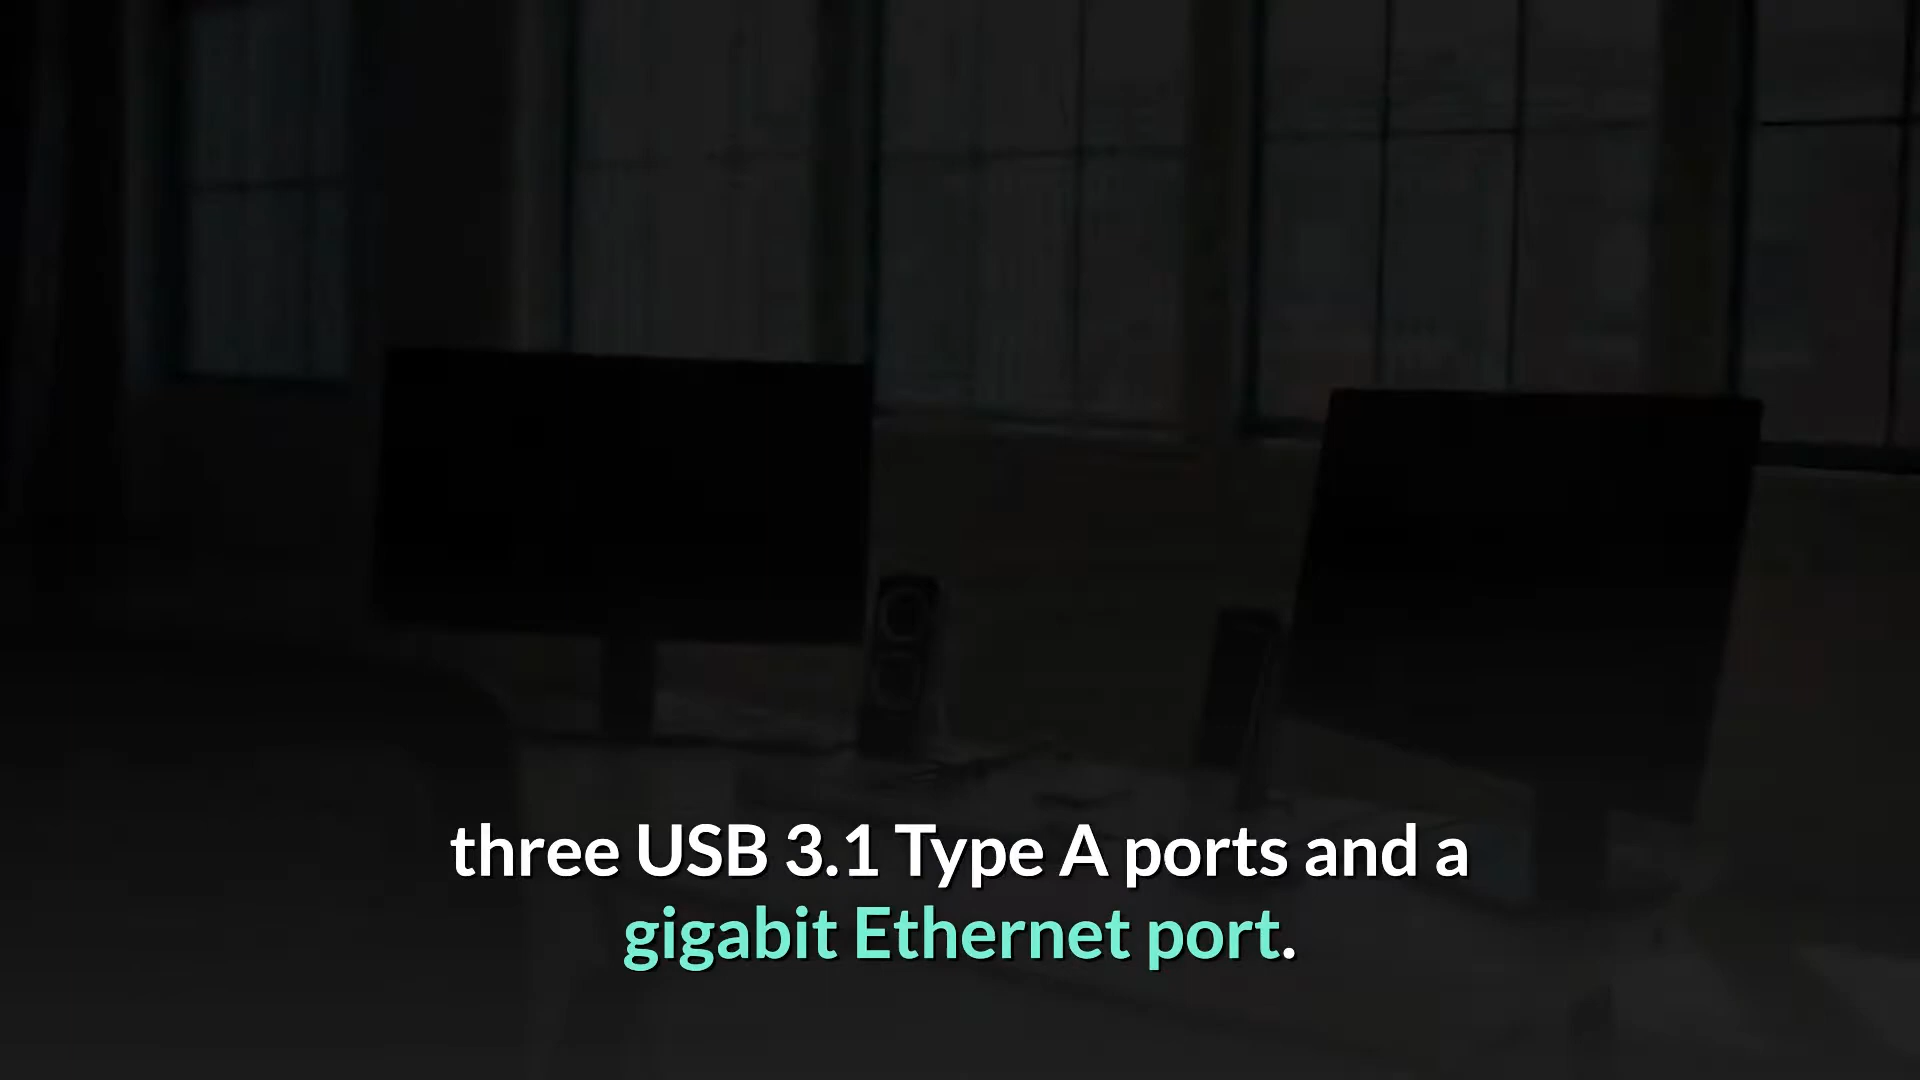 three USB 3.1 Type A ports and a
gigabit Ethernet port.